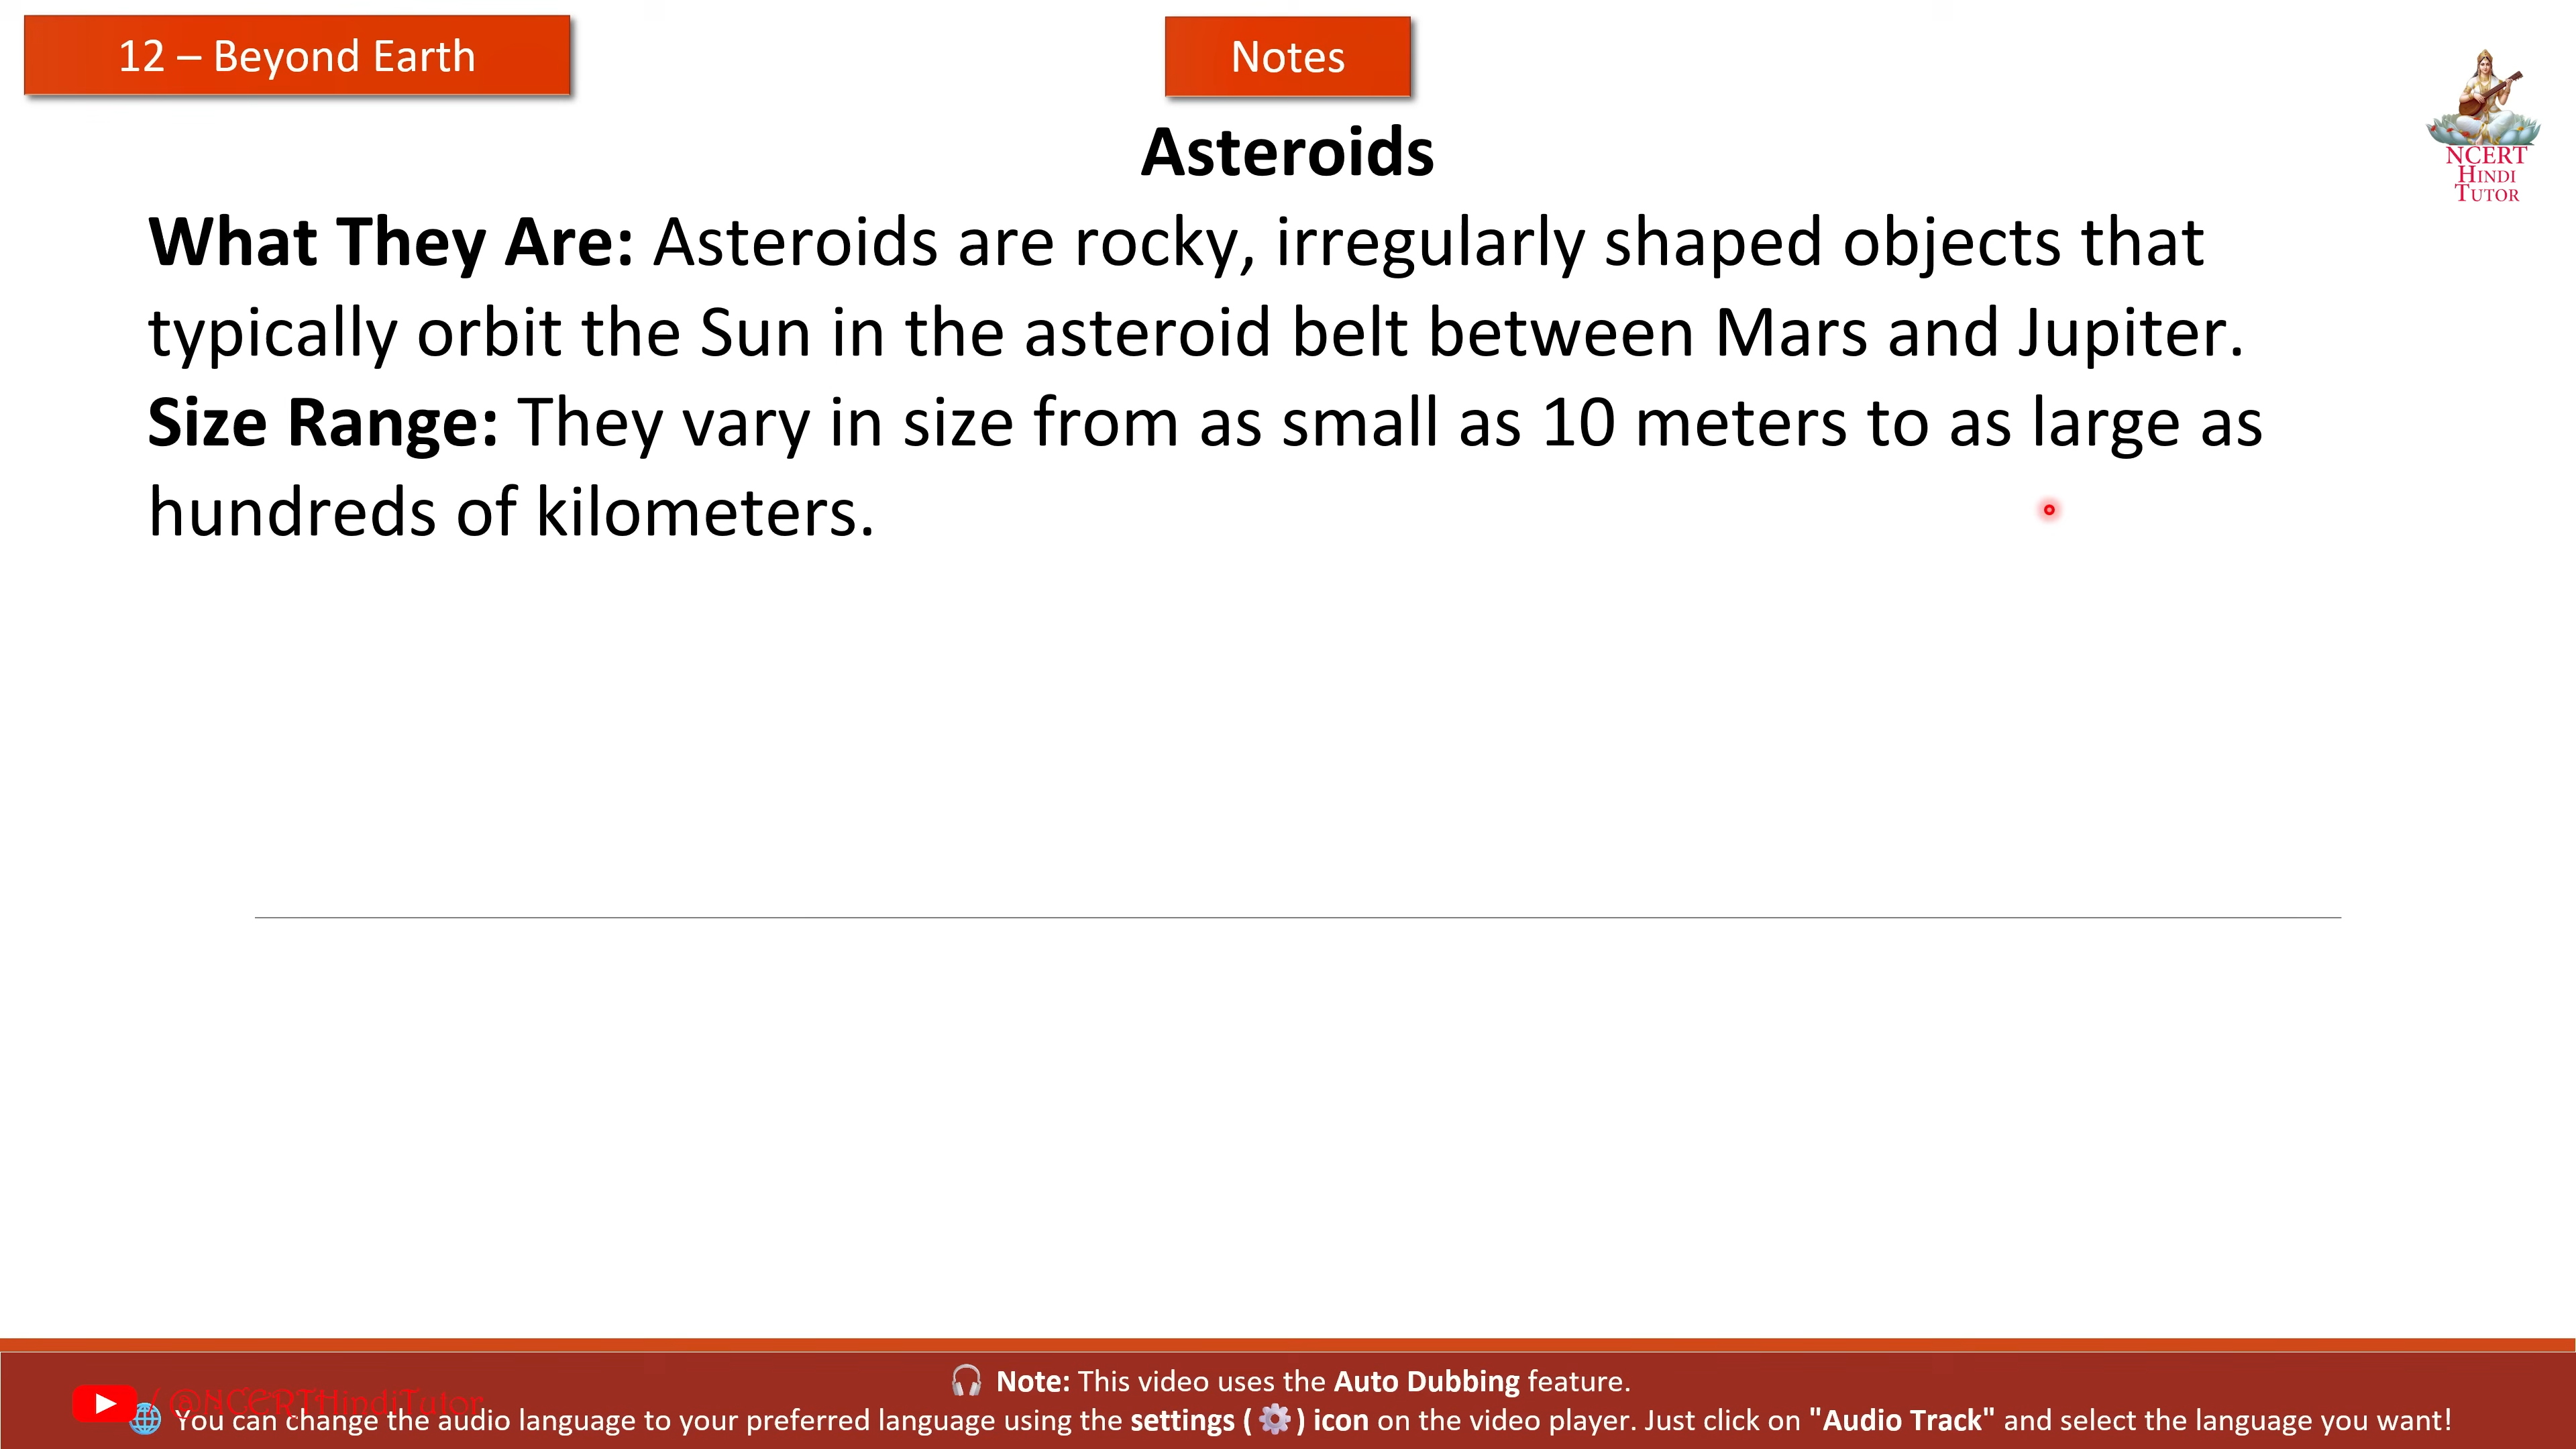 12 – Beyond Earth
Notes
NCERT
HINDI
TUTOR
Asteroids
What They Are: Asteroids are rocky, irregularly shaped objects that
typically orbit the Sun in the asteroid belt between Mars and Jupiter.
Size Range: They vary in size from as small as 10 meters to as large as
hundreds of kilometers.
🎧 Note: This video uses the Auto Dubbing feature.
/ @NCERTHindiTutor
🌐 You can change the audio language to your preferred language using the settings (⚙️) icon on the video player. Just click on "Audio Track" and select the language you want!